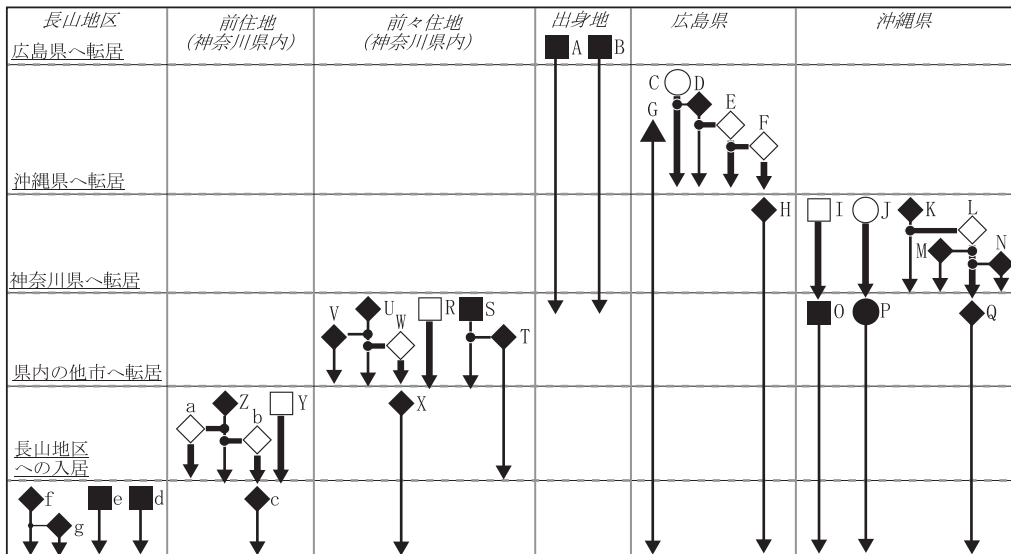 長山地区
前住地
(神奈川県内)
前々住地
(神奈川県内)
出身地
広島県
沖縄県
広島県へ転居
A
B
C
D
E
F
G
沖縄県へ転居
H
I
J
K
L
M
N
神奈川県へ転居
V
U
W
R
S
T
O
P
Q
県内の他市へ転居
a
Z
b
Y
X
長山地区
への入居
f
g
e
d
c